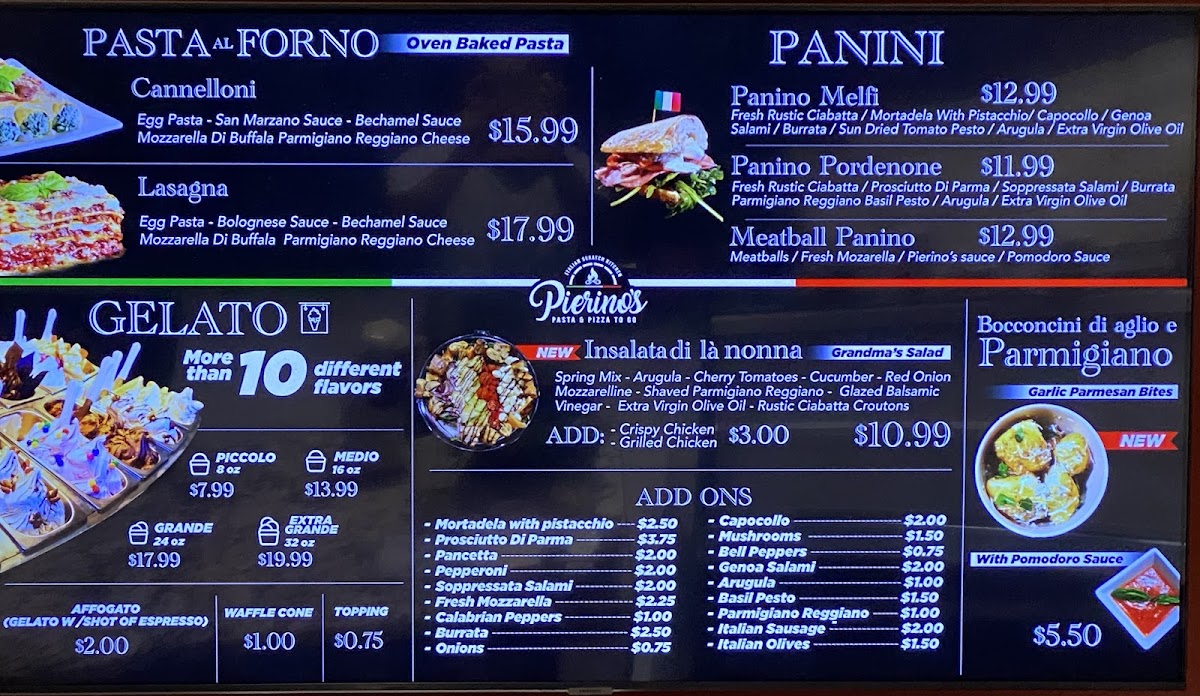 PASTA AL FORNO Oven Baked Pasta
Cannelloni
Egg Pasta - San Marzano Sauce - Bechamel Sauce
Mozzarella Di Buffala Parmigiano Reggiano Cheese
$15.99
Lasagna
Egg Pasta - Bolognese Sauce - Bechamel Sauce
Mozzarella Di Buffala Parmigiano Reggiano Cheese
$17.99
PANINI
Panino Melfi $12.99
Fresh Rustic Ciabatta / Mortadela With Pistacchio/ Capocollo / Genoa
Salami / Burrata / Sun Dried Tomato Pesto / Arugula / Extra Virgin Olive Oil
Panino Pordenone $11.99
Fresh Rustic Ciabatta / Prosciutto Di Parma / Soppressata Salami / Burrata
Parmigiano Reggiano Basil Pesto / Arugula / Extra Virgin Olive Oil
Meatball Panino $12.99
Meatballs / Fresh Mozarella / Pierino's sauce / Pomodoro Sauce
ITALIAN SCRATCH KITCHEN
Pierino's
PASTA & PIZZA TO GO
GELATO
More than 10 different flavors
PICCOLO
8 oz
$7.99
MEDIO
16 oz
$13.99
GRANDE
24 oz
$17.99
EXTRA
GRANDE
32 oz
$19.99
AFFOGATO
(GELATO W/SHOT OF ESPRESSO)
$2.00
WAFFLE CONE
$1.00
TOPPING
$0.75
NEW Insalata di là nonna Grandma's Salad
Spring Mix - Arugula - Cherry Tomatoes - Cucumber - Red Onion
Mozzarelline - Shaved Parmigiano Reggiano - Glazed Balsamic
Vinegar - Extra Virgin Olive Oil - Rustic Ciabatta Croutons
ADD: - Crispy Chicken
- Grilled Chicken $3.00
$10.99
ADD ONS
- Mortadela with pistacchio $2.50
- Prosciutto Di Parma $3.75
- Pancetta $2.00
- Pepperoni $2.00
- Soppressata Salami $2.00
- Fresh Mozzarella $2.25
- Calabrian Peppers $1.00
- Burrata $2.50
- Onions $0.75
- Capocollo $2.00
- Mushrooms $1.50
- Bell Peppers $0.75
- Genoa Salami $2.00
- Arugula $1.00
- Basil Pesto $1.50
- Parmigiano Reggiano $1.00
- Italian Sausage $2.00
- Italian Olives $1.50
Bocconcini di aglio e
Parmigiano
Garlic Parmesan Bites
NEW
With Pomodoro Sauce
$5.50